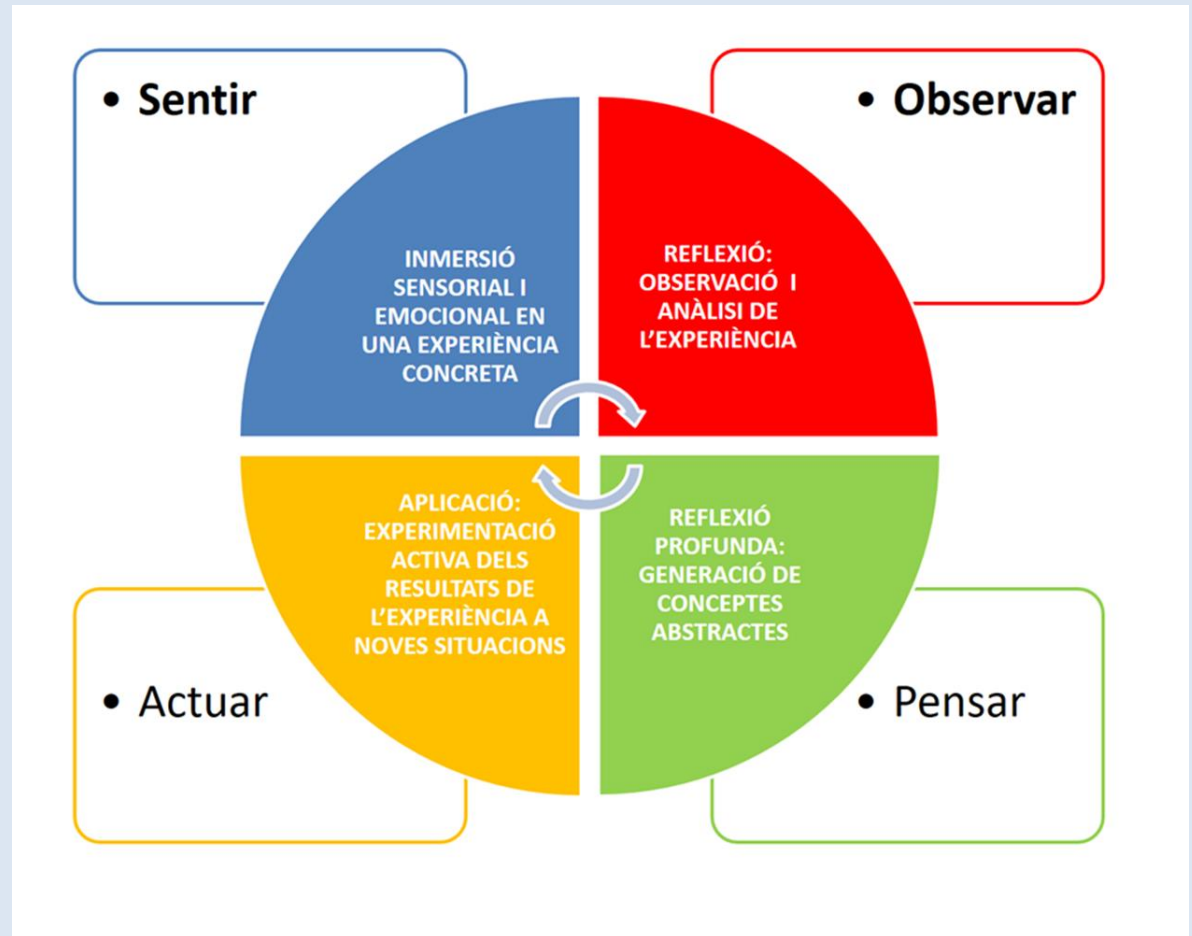 • Sentir
• Observar
INMERSIÓ
SENSORIAL I
EMOCIONAL EN
UNA EXPERIÈNCIA
CONCRETA
REFLEXIÓ:
OBSERVACIÓ I
ANÀLISI DE
L'EXPERIÈNCIA
APLICACIÓ:
EXPERIMENTACIÓ
ACTIVA DELS
RESULTATS DE
L'EXPERIÈNCIA A
NOVES SITUACIONS
REFLEXIÓ
PROFUNDA:
GENERACIÓ DE
CONCEPTES
ABSTRACTES
• Actuar
• Pensar